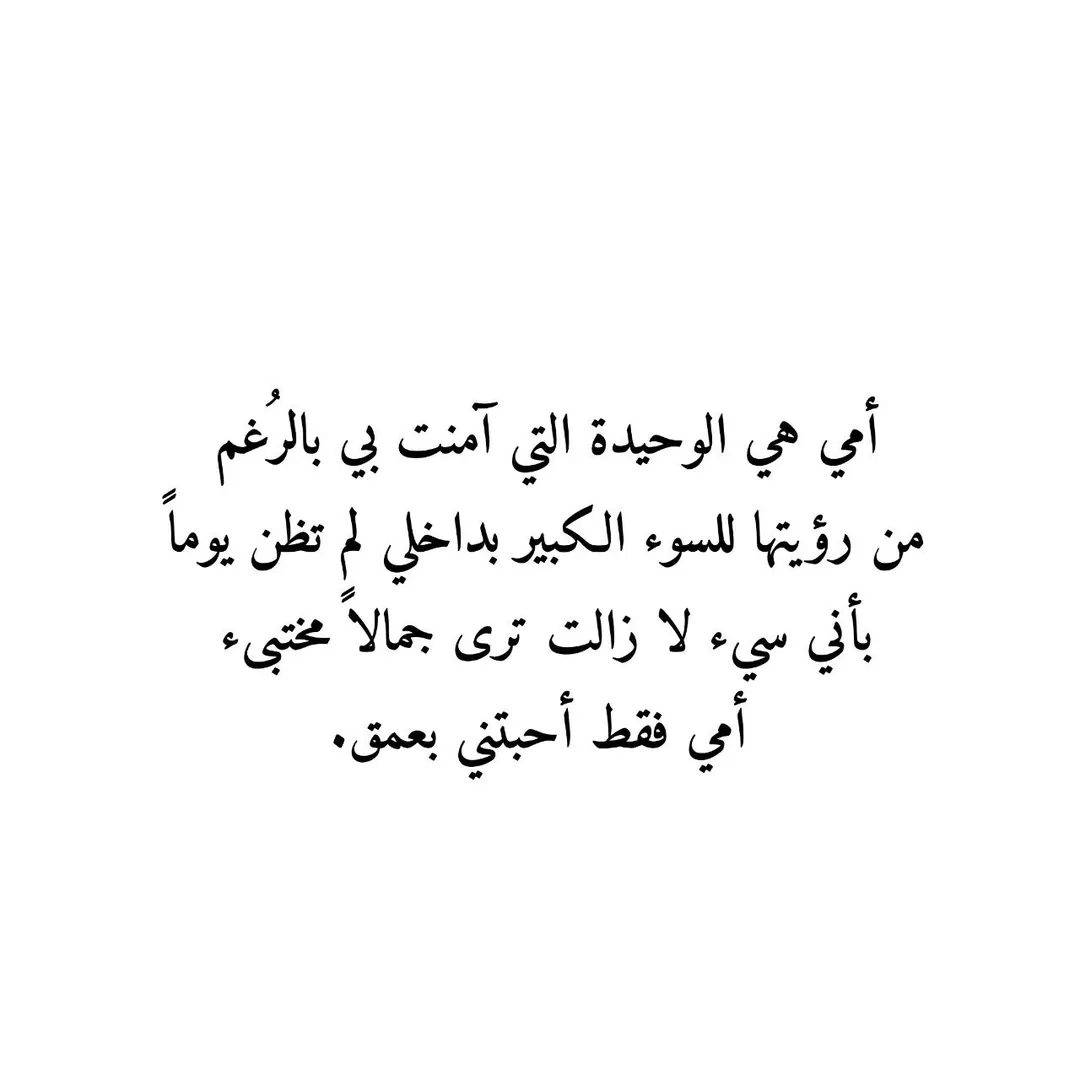 أمي هي الوحيدة التي آمنت بي بالرُغم
من رؤيتها للسوء الكبير بداخلي لم تظن يوماً
بأني سيء لا زالت ترى جمالاً مختبىء
أمي فقط أحبتني بعمق.